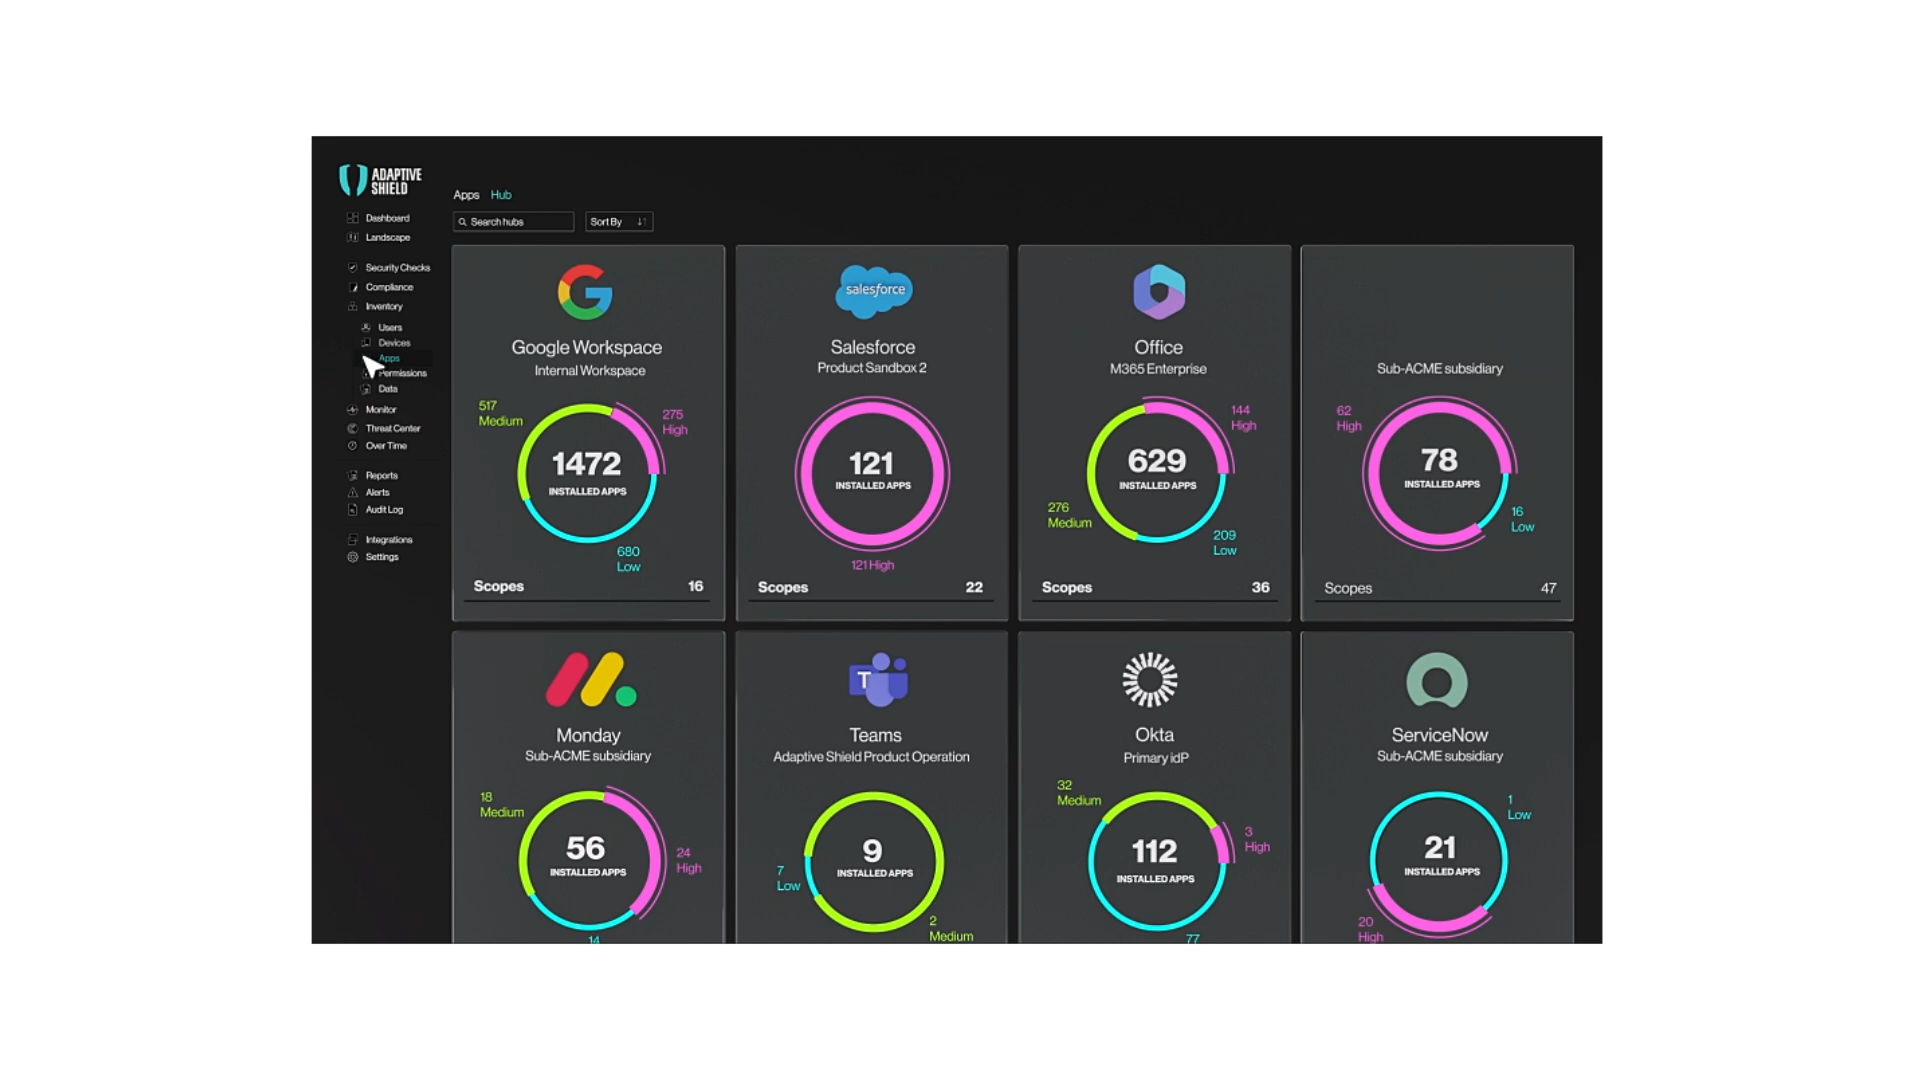 ADAPTIVE
SHIELD
Dashboard
Landscape
Security Checks
Compliance
Inventory
Users
Devices
Apps
Permissions
Data
Monitor
Threat Center
Over Time
Reports
Alerts
Audit Log
Integrations
Settings
Apps Hub
Search hubs
Sort By
Google Workspace
Internal Workspace
517
Medium
275
High
1472
INSTALLED APPS
680
Low
Scopes 16
salesforce
Salesforce
Product Sandbox 2
121
INSTALLED APPS
121 High
Scopes 22
Office
M365 Enterprise
144
High
629
INSTALLED APPS
276
Medium
209
Low
Scopes 36
Sub-ACME subsidiary
62
High
78
INSTALLED APPS
16
Low
Scopes 47
Monday
Sub-ACME subsidiary
18
Medium
56
INSTALLED APPS
24
High
14
T
Teams
Adaptive Shield Product Operation
9
INSTALLED APPS
7
Low
2
Medium
Okta
Primary idP
32
Medium
3
High
112
INSTALLED APPS
77
ServiceNow
Sub-ACME subsidiary
1
Low
21
INSTALLED APPS
20
High